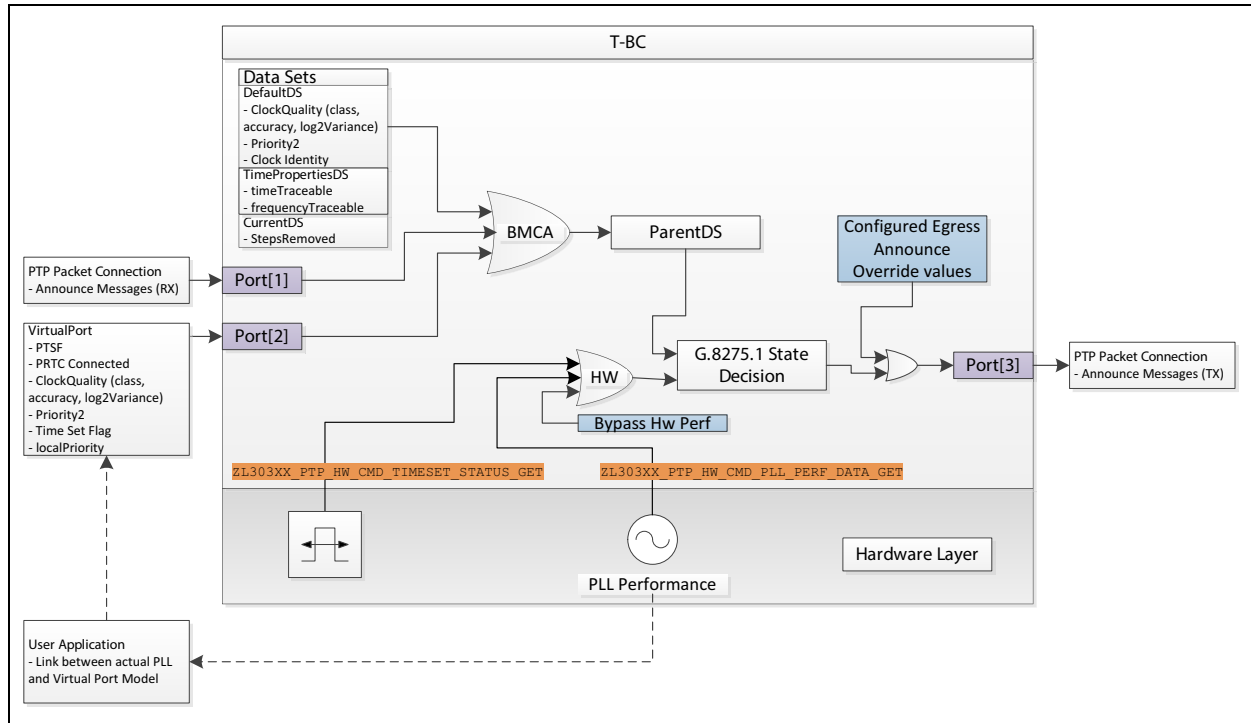 T-BC
Data Sets
DefaultDS
- ClockQuality (class,
accuracy, log2Variance)
- Priority2
- Clock Identity
TimePropertiesDS
- timeTraceable
- frequencyTraceable
CurrentDS
- StepsRemoved
BMCA
ParentDS
Configured Egress
Announce
Override values
PTP Packet Connection
- Announce Messages (RX)
Port[1]
VirtualPort
- PTSF
- PRTC Connected
- ClockQuality (class,
accuracy, log2Variance)
- Priority2
- Time Set Flag
- localPriority
Port[2]
HW
G.8275.1 State
Decision
Port[3]
PTP Packet Connection
- Announce Messages (TX)
Bypass Hw Perf
ZL303XX_PTP_HW_CMD_TIMESET_STATUS_GET
ZL303XX_PTP_HW_CMD_PLL_PERF_DATA_GET
Hardware Layer
PLL Performance
User Application
- Link between actual PLL
and Virtual Port Model